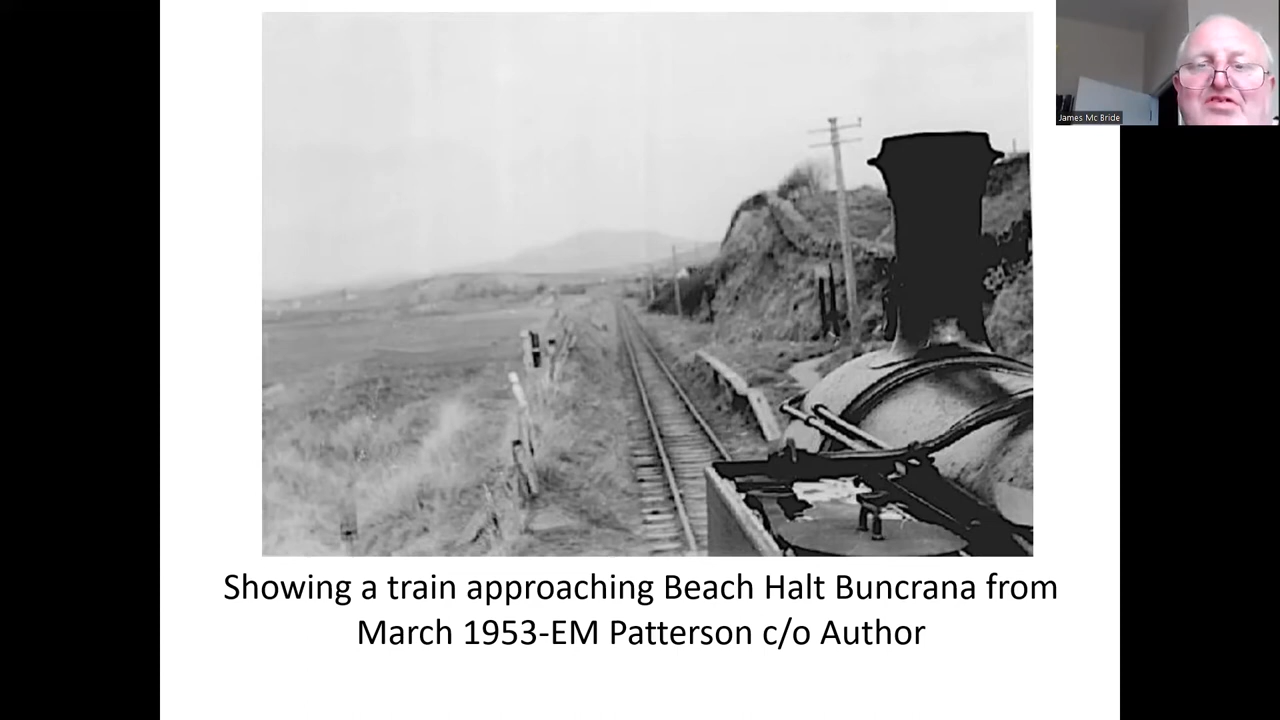 James Mc Bride
Showing a train approaching Beach Halt Buncrana from
March 1953-EM Patterson c/o Author